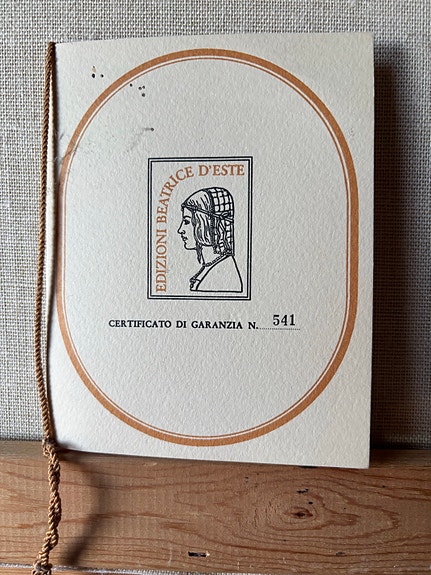 EDIZIONI BEATRICE D'ESTE
CERTIFICATO DI GARANZIA N. 541